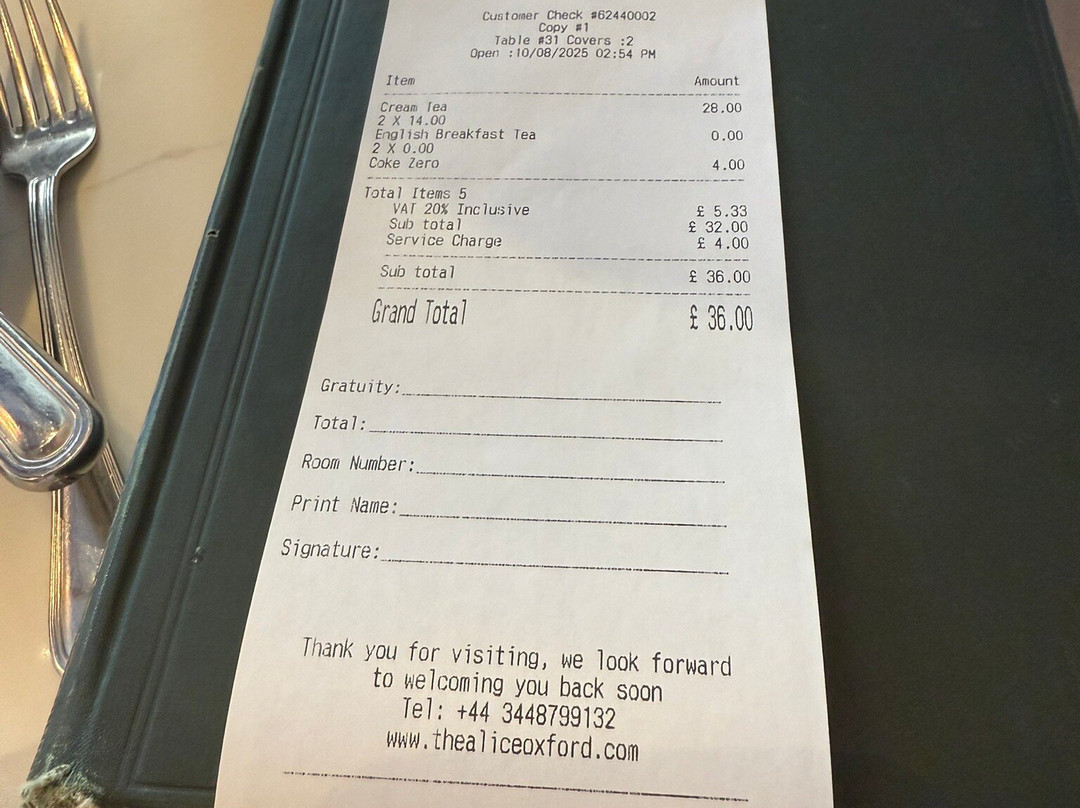 Customer Check #62440002
Copy #1
Table #31 Covers :2
Open :10/08/2025 02:54 PM
Item Amount
Cream Tea 28.00
2 X 14.00
English Breakfast Tea 0.00
2 X 0.00
Coke Zero 4.00
Total Items 5
VAT 20% Inclusive £ 5.33
Sub total £ 32.00
Service Charge £ 4.00
Sub total £ 36.00
Grand Total £ 36.00
Gratuity:
Total:
Room Number:
Print Name:
Signature:
Thank you for visiting, we look forward
to welcoming you back soon
Tel: +44 3448799132
www.thealiceoxford.com